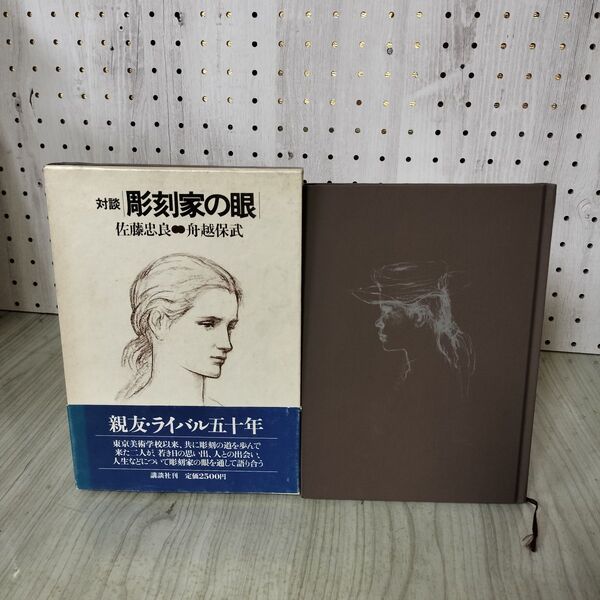 対談 彫刻家の眼
佐藤忠良 舟越保武
親友・ライバル五十年
東京美術学校以来、共に彫刻の道を歩んで
来た二人が、若き日の思い出、人との出会い、
人生などについて彫刻家の眼を通して語り合う
講談社刊 定価2500円